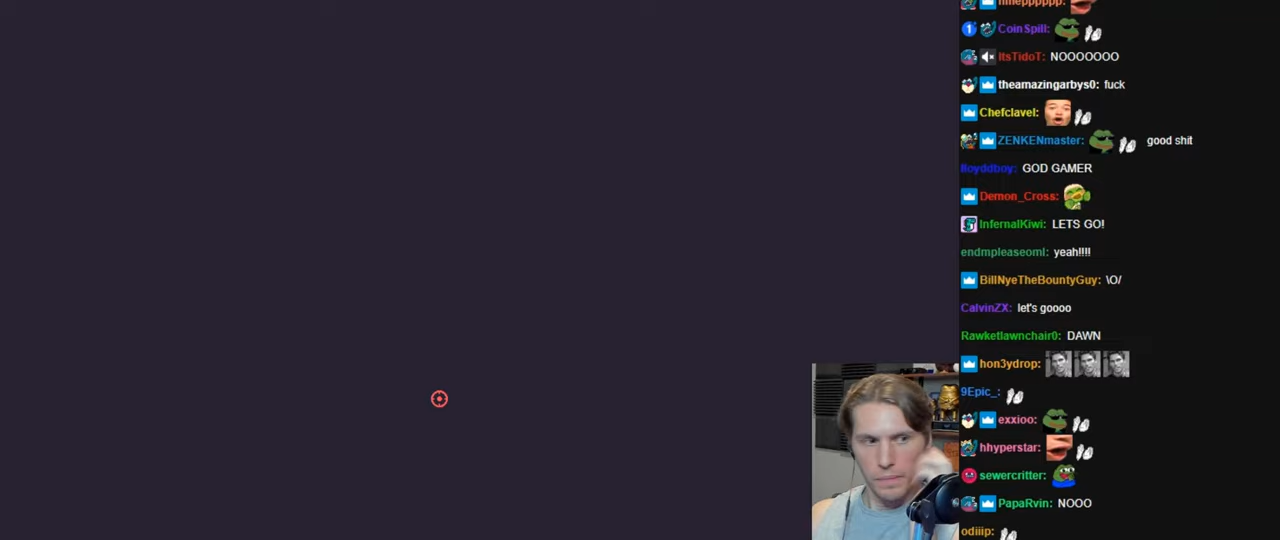 CoinSpill:
ItsTidoT: NOOOOOOO
theamazingarbys0: fuck
Chefclavel:
ZENKENmaster: good shit
lloyddboy: GOD GAMER
Demon_Cross:
InfernalKiwi: LETS GO!
endmpleaseoml: yeah!!!!
BillNyeTheBountyGuy: \O/
CalvinZX: let's goooo
Rawketlawnchair0: DAWN
hon3ydrop:
9Epic_:
exxioo:
hhyperstar:
sewercritter:
PapaRvin: NOOO
odiiip: